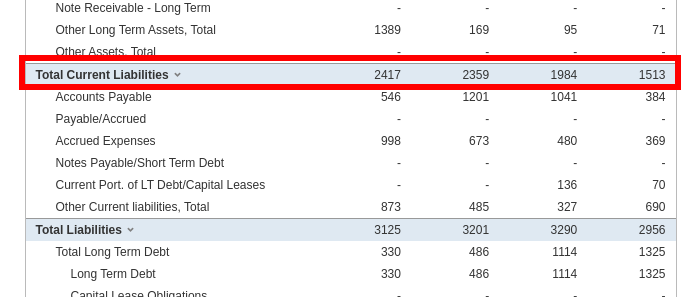 Note Receivable - Long Term - - - -
Other Long Term Assets, Total 1389 169 95 71
Other Assets, Total - - - -
Total Current Liabilities 2417 2359 1984 1513
Accounts Payable 546 1201 1041 384
Payable/Accrued - - - -
Accrued Expenses 998 673 480 369
Notes Payable/Short Term Debt - - - -
Current Port. of LT Debt/Capital Leases - - 136 70
Other Current liabilities, Total 873 485 327 690
Total Liabilities 3125 3201 3290 2956
Total Long Term Debt 330 486 1114 1325
Long Term Debt 330 486 1114 1325
Capital Lease Obligations - - - -